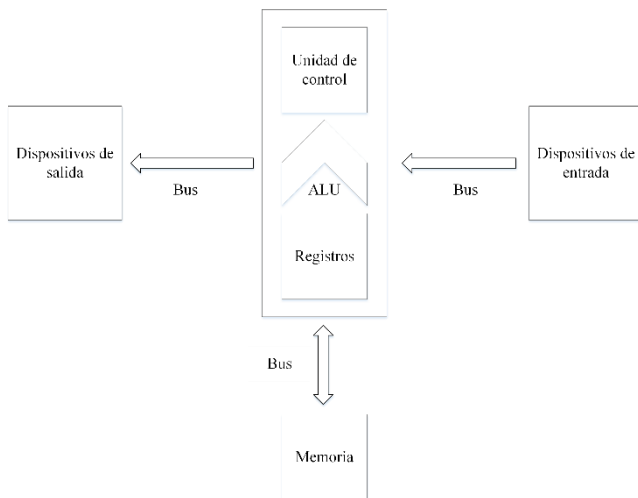 Unidad de
control
Dispositivos de
salida
Bus
ALU
Bus
Dispositivos de
entrada
Registros
Bus
Memoria